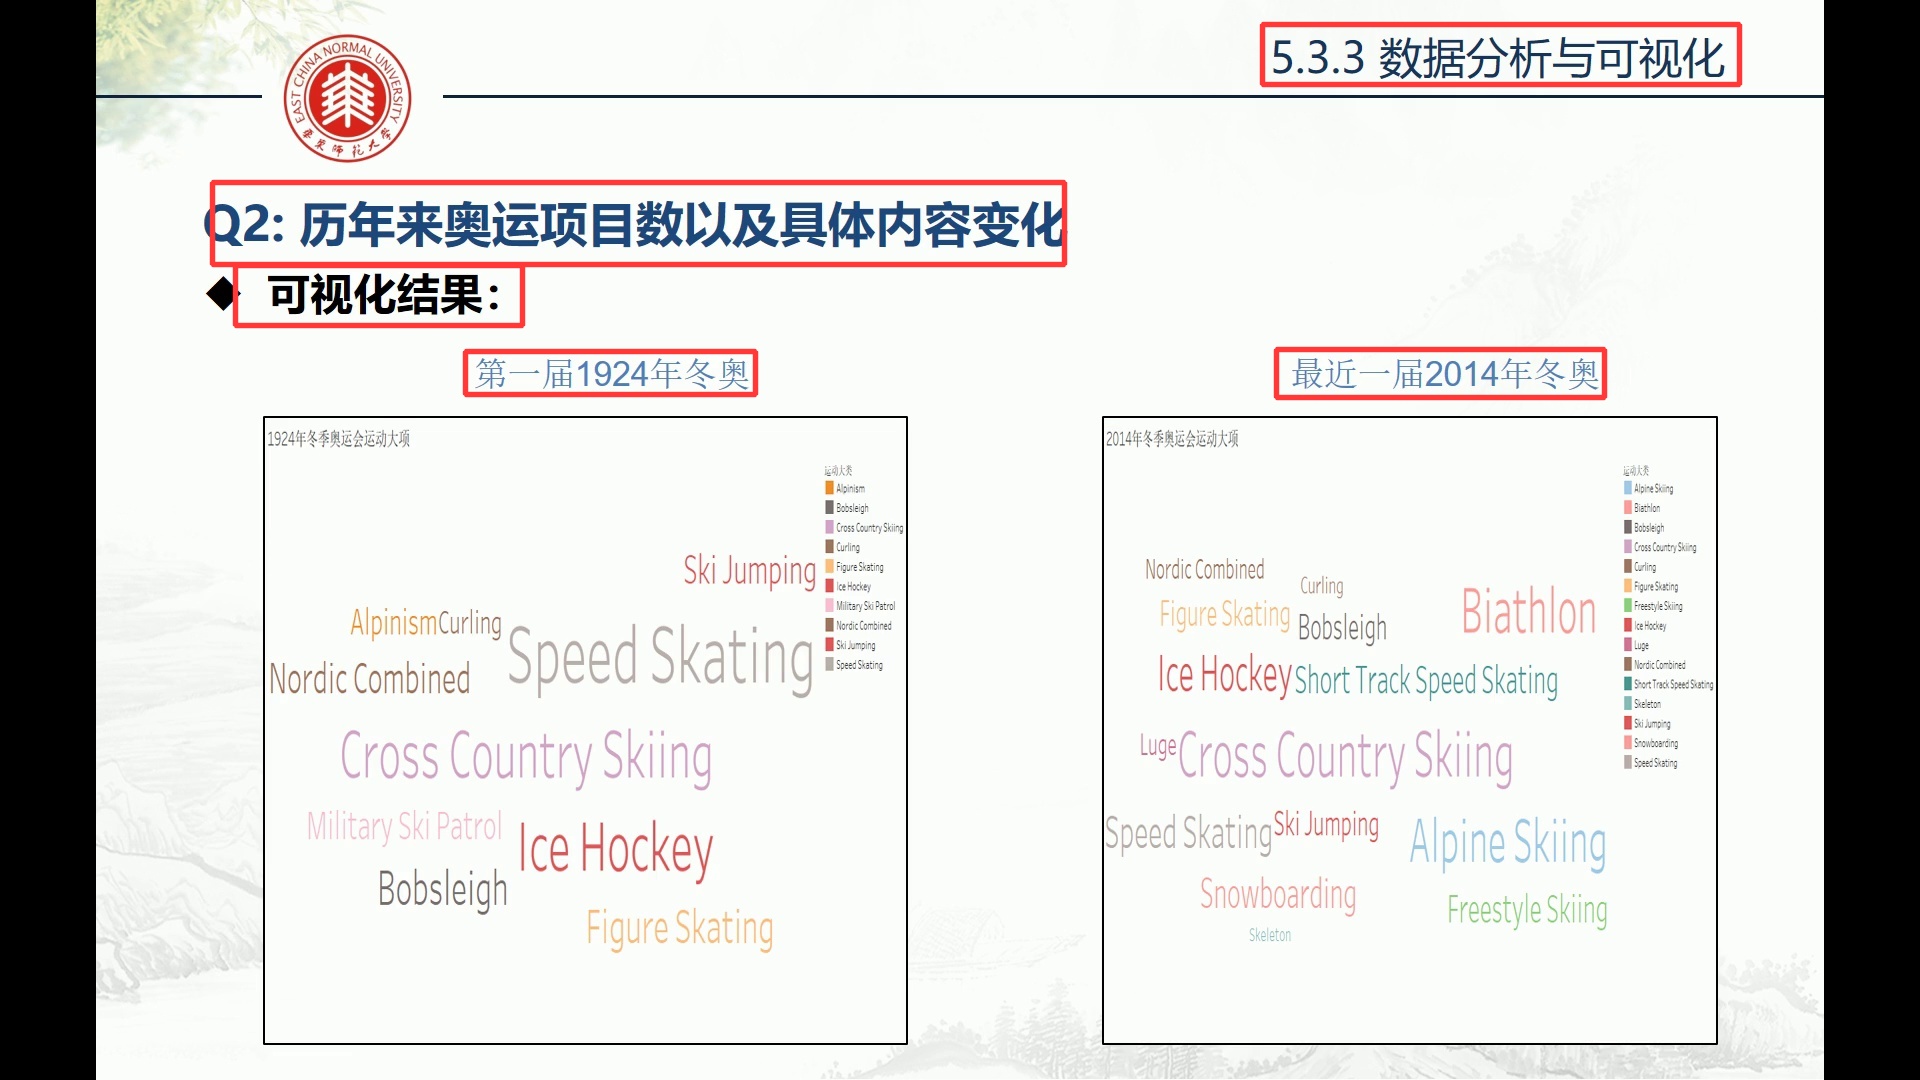 5.3.3 数据分析与可视化
EAST CHINA NORMAL UNIVERSITY
华东师范大学
Q2: 历年来奥运项目数以及具体内容变化
◆ 可视化结果：
第一届1924年冬奥
1924年冬季奥运会运动大项
Ski Jumping
Alpinism Curling
Speed Skating
Nordic Combined
Cross Country Skiing
Military Ski Patrol
Ice Hockey
Bobsleigh
Figure Skating
运动大类
Alpinism
Bobsleigh
Cross Country Skiing
Curling
Figure Skating
Ice Hockey
Military Ski Patrol
Nordic Combined
Ski Jumping
Speed Skating
最近一届2014年冬奥
2014年冬季奥运会运动大项
Nordic Combined
Curling
Figure Skating
Bobsleigh
Biathlon
Ice Hockey
Short Track Speed Skating
Luge
Cross Country Skiing
Speed Skating
Ski Jumping
Alpine Skiing
Snowboarding
Freestyle Skiing
Skeleton
运动大类
Alpine Skiing
Biathlon
Bobsleigh
Cross Country Skiing
Curling
Figure Skating
Freestyle Skiing
Ice Hockey
Luge
Nordic Combined
Short Track Speed Skating
Skeleton
Ski Jumping
Snowboarding
Speed Skating